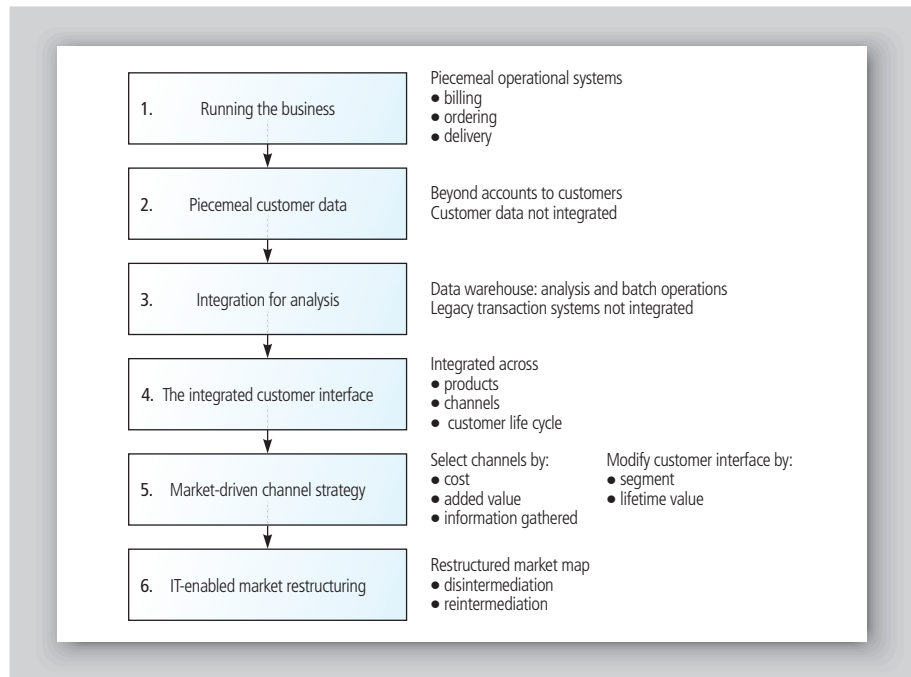 1. Running the business
Piecemeal operational systems
● billing
● ordering
● delivery
2. Piecemeal customer data
Beyond accounts to customers
Customer data not integrated
3. Integration for analysis
Data warehouse: analysis and batch operations
Legacy transaction systems not integrated
4. The integrated customer interface
Integrated across
● products
● channels
● customer life cycle
5. Market-driven channel strategy
Select channels by:
● cost
● added value
● information gathered
Modify customer interface by:
● segment
● lifetime value
6. IT-enabled market restructuring
Restructured market map
● disintermediation
● reintermediation